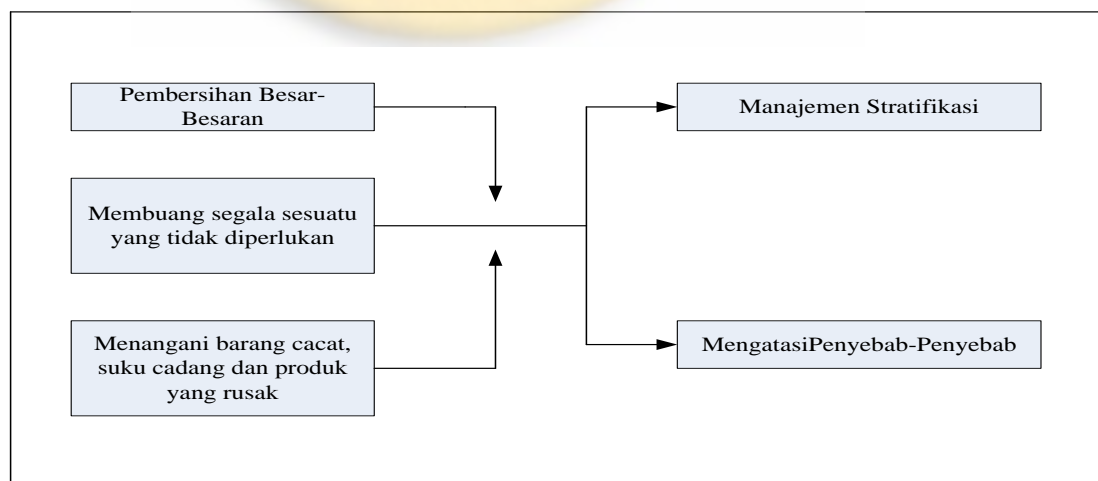 Pembersihan Besar-
Besaran
Membuang segala sesuatu
yang tidak diperlukan
Menangani barang cacat,
suku cadang dan produk
yang rusak
Manajemen Stratifikasi
MengatasiPenyebab-Penyebab